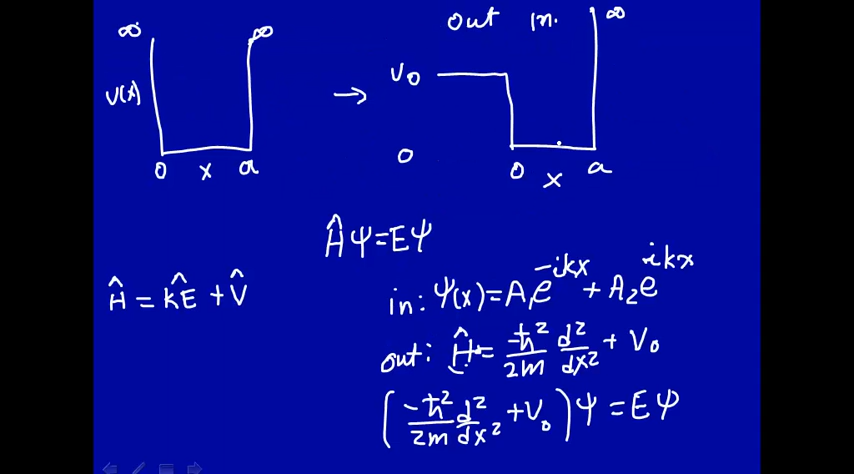 ∞ ∞ out in. ∞
V(x) → V₀
0
0 x a 0 x a
Ĥ ψ=Eψ
Ĥ = K̂E + V̂
in: ψ(x)=A₁e^-ikx + A₂e^ikx
out: Ĥ= -ħ²/2m d²/dx² + V₀
(-ħ²/2m d²/dx² +V₀)ψ =Eψ